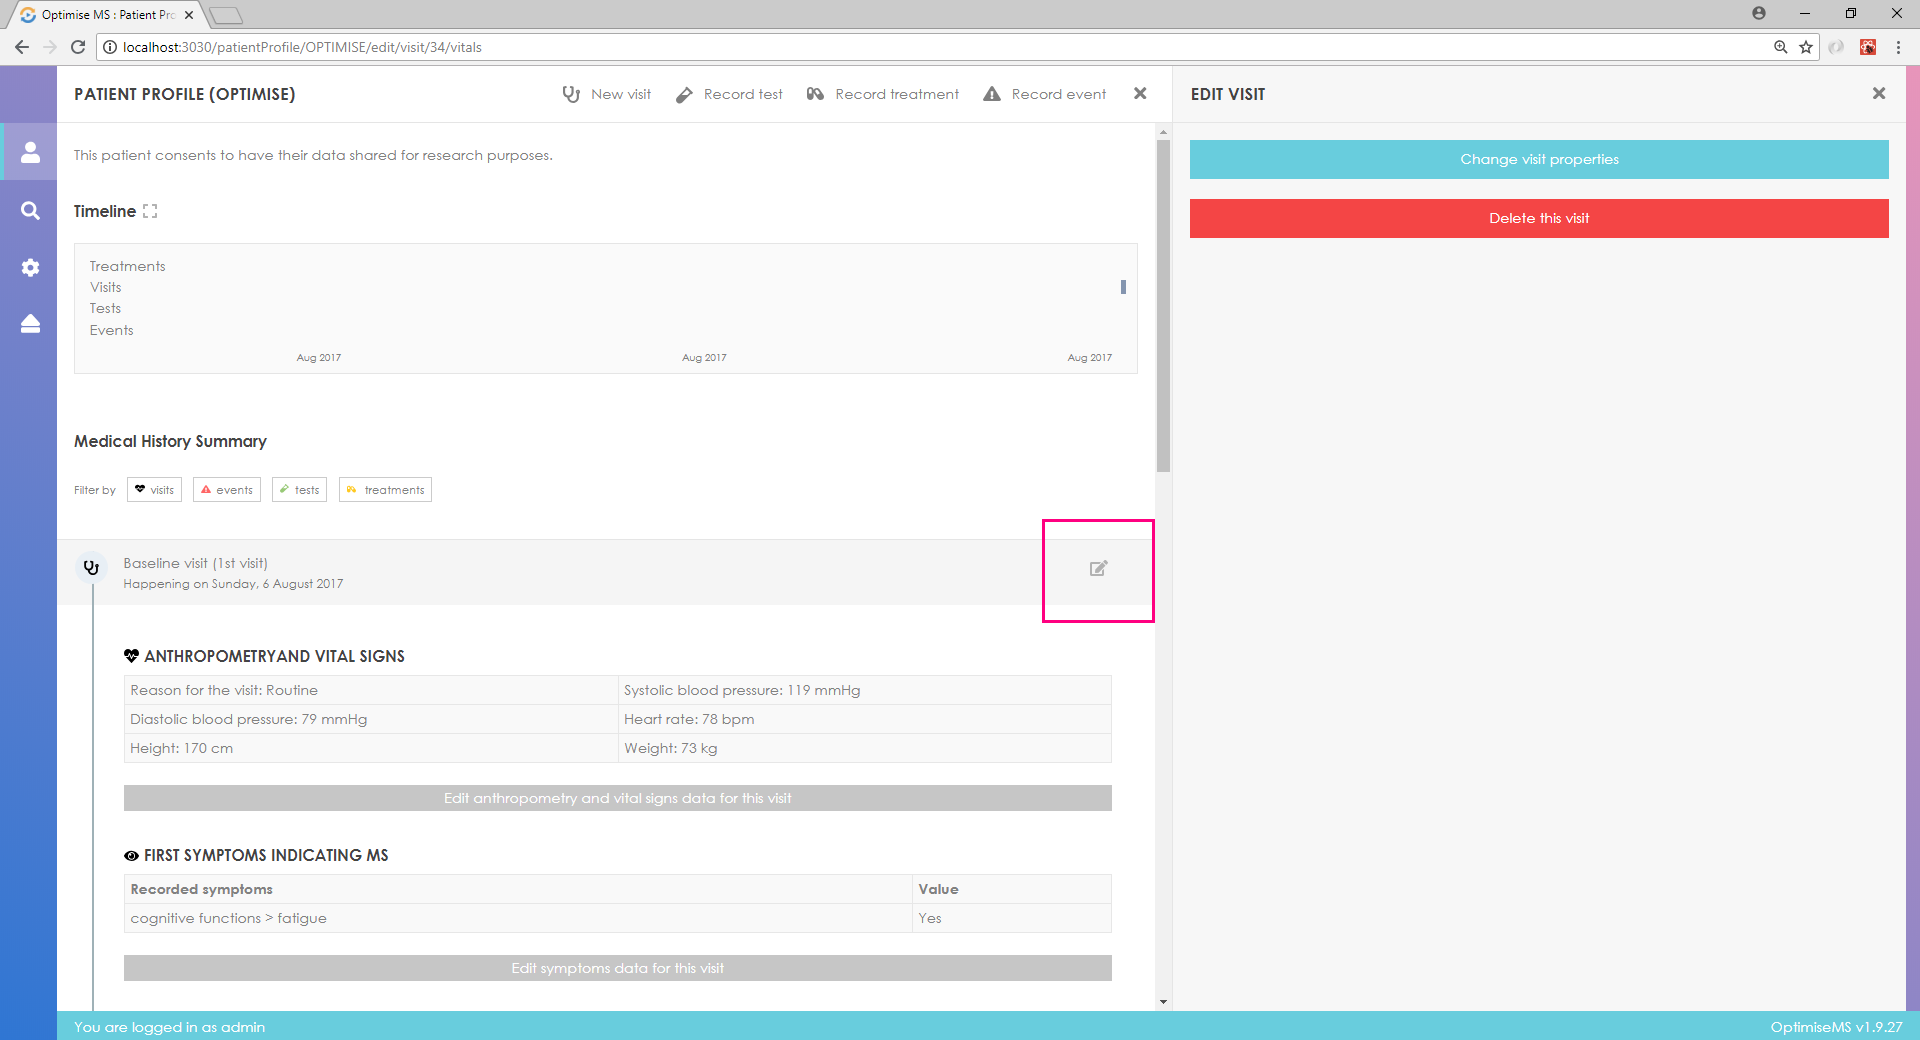 Optimise MS : Patient Pro
localhost:3030/patientProfile/OPTIMISE/edit/visit/34/vitals
PATIENT PROFILE (OPTIMISE)
New visit
Record test
Record treatment
Record event
EDIT VISIT
This patient consents to have their data shared for research purposes.
Change visit properties
Delete this visit
Timeline
Treatments
Visits
Tests
Events
Aug 2017 Aug 2017 Aug 2017
Medical History Summary
Filter by visits events tests treatments
Baseline visit (1st visit)
Happening on Sunday, 6 August 2017
ANTHROPOMETRYAND VITAL SIGNS
Reason for the visit: Routine Systolic blood pressure: 119 mmHg
Diastolic blood pressure: 79 mmHg Heart rate: 78 bpm
Height: 170 cm Weight: 73 kg
Edit anthropometry and vital signs data for this visit
FIRST SYMPTOMS INDICATING MS
Recorded symptoms Value
cognitive functions > fatigue Yes
Edit symptoms data for this visit
You are logged in as admin
OptimiseMS v1.9.27